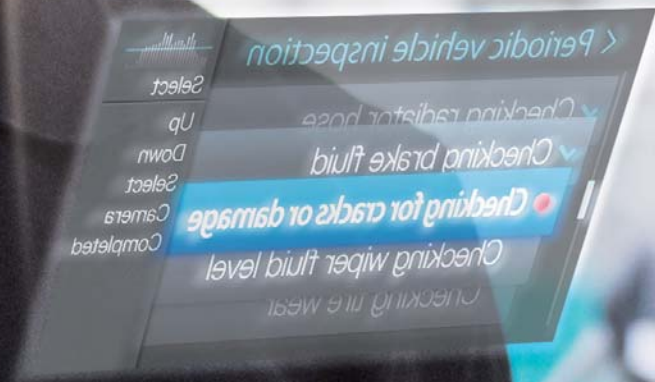 < Periodic vehicle inspection
Checking radiator hose
Checking brake fluid
Checking for cracks or damage
Checking wiper fluid level
Checking tire wear
Select
Up
Down
Select
Camera
Completed